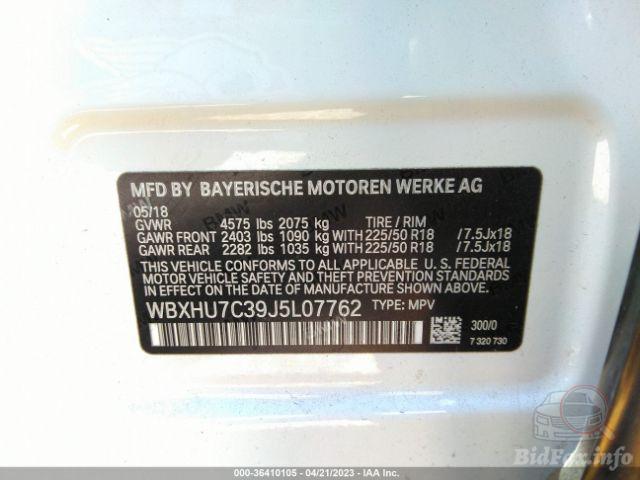 MFD BY BAYERISCHE MOTOREN WERKE AG
05/18
GVWR 4575 lbs 2075 kg TIRE / RIM
GAWR FRONT 2403 lbs 1090 kg WITH 225/50 R18 /7.5Jx18
GAWR REAR 2282 lbs 1035 kg WITH 225/50 R18 /7.5Jx18
THIS VEHICLE CONFORMS TO ALL APPLICABLE U. S. FEDERAL
MOTOR VEHICLE SAFETY AND THEFT PREVENTION STANDARDS IN
EFFECT ON THE DATE OF MANUFACTURE SHOWN ABOVE.
WBXHU7C39J5L07762 TYPE: MPV
300/0
7 320 730
BidFax.info
000-36410105 - 04/21/2023 - IAA Inc.